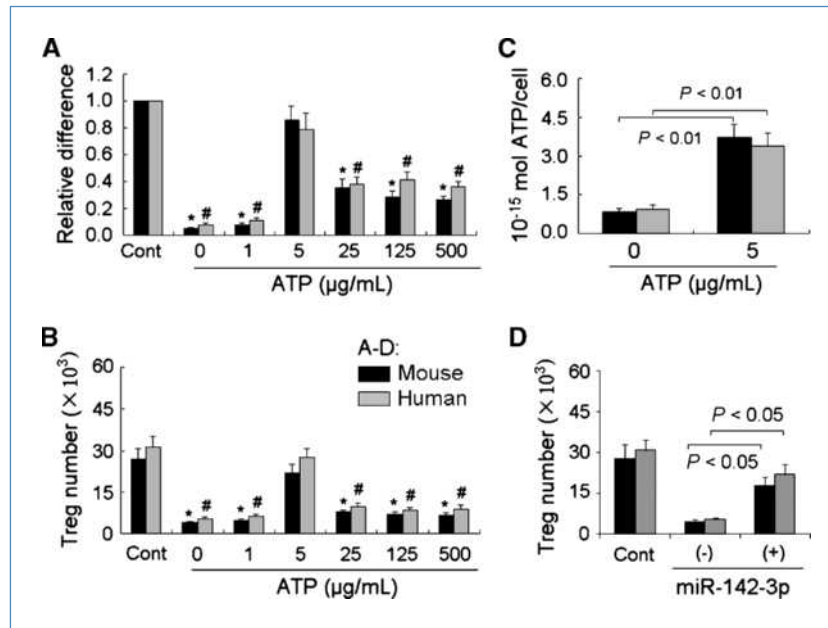 A
Relative difference
1.2
1.0
0.8
0.6
0.4
0.2
0.0
* # * # * # * # * #
Cont 0 1 5 25 125 500
ATP (µg/mL)
B
Treg number (×10³)
60
45
30
15
0
A-D:
Mouse
Human
* # * # * # * # * #
Cont 0 1 5 25 125 500
ATP (µg/mL)
C
10⁻¹⁵ mol ATP/cell
6.0
4.5
3.0
1.5
0.0
P < 0.01
P < 0.01
0 5
ATP (µg/mL)
D
Treg number (×10³)
60
45
30
15
0
P < 0.05
P < 0.05
Cont (-) (+)
miR-142-3p